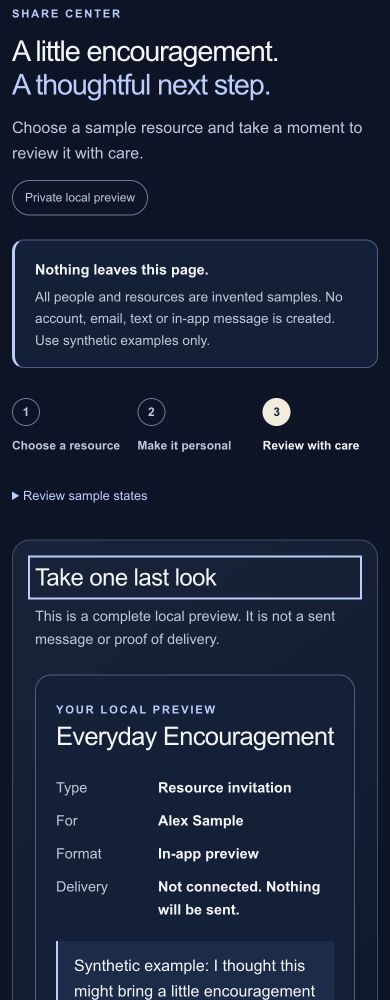 SHARE CENTER
A little encouragement.
A thoughtful next step.
Choose a sample resource and take a moment to
review it with care.
Private local preview
Nothing leaves this page.
All people and resources are invented samples. No
account, email, text or in-app message is created.
Use synthetic examples only.
1 2 3
Choose a resource Make it personal Review with care
Review sample states
Take one last look
This is a complete local preview. It is not a sent
message or proof of delivery.
YOUR LOCAL PREVIEW
Everyday Encouragement
Type Resource invitation
For Alex Sample
Format In-app preview
Delivery Not connected. Nothing
will be sent.
Synthetic example: I thought this
might bring a little encouragement